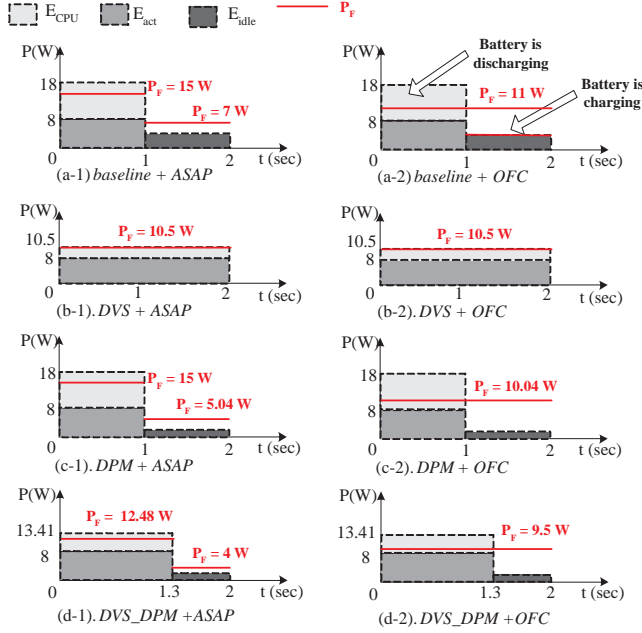 E_CPU E_act E_idle P_F
P(W)
18
8
0
P_F = 15 W
P_F = 7 W
1
2
t (sec)
(a-1) baseline + ASAP
P(W)
18
8
0
Battery is
discharging
Battery is
charging
P_F = 11 W
1
2
t (sec)
(a-2) baseline + OFC
P(W)
10.5
8
0
P_F = 10.5 W
1
2
t (sec)
(b-1). DVS + ASAP
P(W)
10.5
8
0
P_F = 10.5 W
1
2
t (sec)
(b-2). DVS + OFC
P(W)
18
8
0
P_F = 15 W
P_F = 5.04 W
1
2
t (sec)
(c-1). DPM + ASAP
P(W)
18
8
0
P_F = 10.04 W
1
2
t (sec)
(c-2). DPM + OFC
P(W)
13.41
8
0
P_F = 12.48 W
P_F = 4 W
1.3
2
t (sec)
(d-1). DVS_DPM +ASAP
P(W)
13.41
8
0
P_F = 9.5 W
1.3
2
t (sec)
(d-2). DVS_DPM +OFC